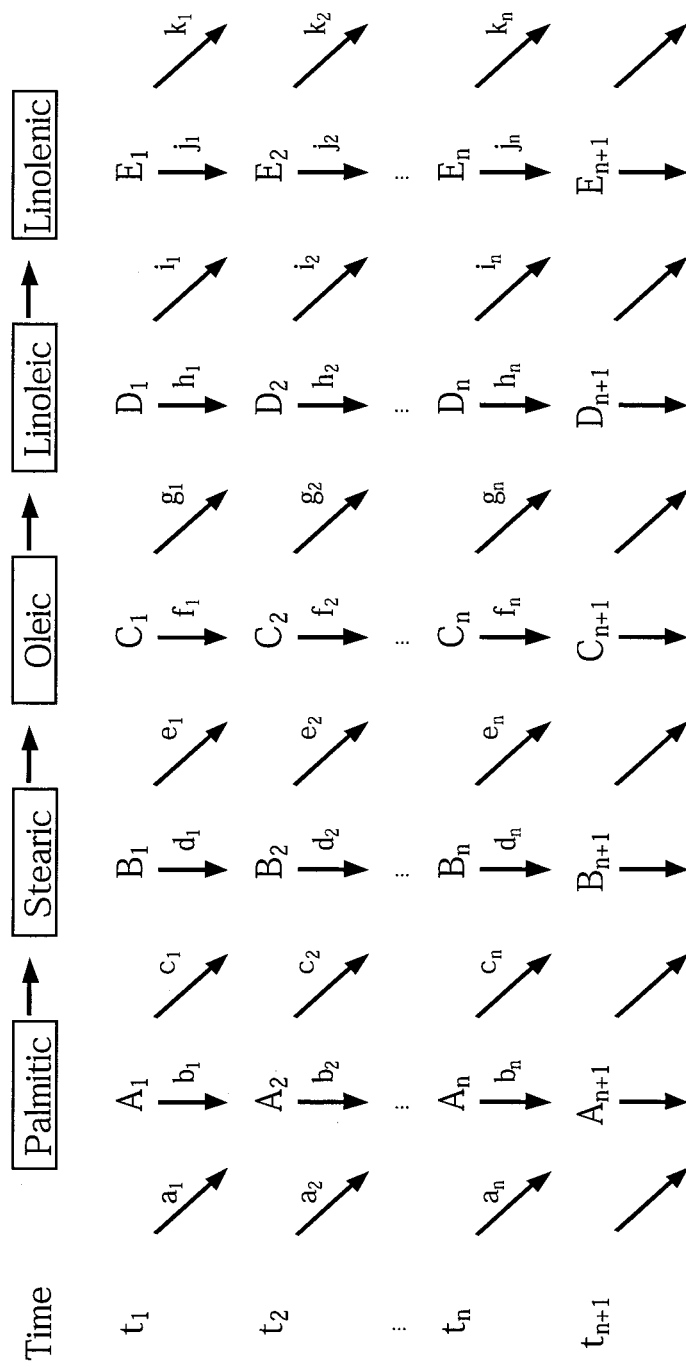 Time Palmitic Stearic Oleic Linoleic Linolenic
t₁ A₁ B₁ C₁ D₁ E₁
a₁ b₁ c₁ d₁ e₁ f₁ g₁ h₁ i₁ j₁ k₁
t₂ A₂ B₂ C₂ D₂ E₂
a₂ b₂ c₂ d₂ e₂ f₂ g₂ h₂ i₂ j₂ k₂
... ... ... ... ... ...
tₙ Aₙ Bₙ Cₙ Dₙ Eₙ
aₙ bₙ cₙ dₙ eₙ fₙ gₙ hₙ iₙ jₙ kₙ
tₙ₊₁ Aₙ₊₁ Bₙ₊₁ Cₙ₊₁ Dₙ₊₁ Eₙ₊₁